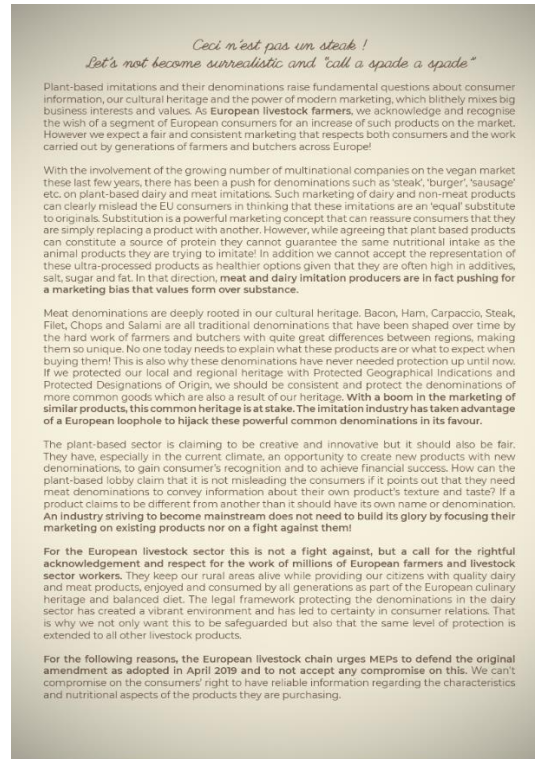 Ceci n'est pas un steak !
Let's not become surrealistic and "call a spade a spade"
Plant-based imitations and their denominations raise fundamental questions about consumer
information, our cultural heritage and the power of modern marketing, which blithely mixes big
business interests and values. As European livestock farmers, we acknowledge and recognise
the wish of a segment of European consumers for an increase of such products on the market.
However we expect a fair and consistent marketing that respects both consumers and the work
carried out by generations of farmers and butchers across Europe!
With the involvement of the growing number of multinational companies on the vegan market
these last few years, there has been a push for denominations such as 'steak', 'burger', 'sausage'
etc. on plant-based dairy and meat imitations. Such marketing of dairy and non-meat products
can clearly mislead the EU consumers in thinking that these imitations are an 'equal' substitute
to originals. Substitution is a powerful marketing concept that can reassure consumers that they
are simply replacing a product with another. However, while agreeing that plant based products
can constitute a source of protein they cannot guarantee the same nutritional intake as the
animal products they are trying to imitate! In addition we cannot accept the representation of
these ultra-processed products as healthier options given that they are often high in additives,
salt, sugar and fat. In that direction, meat and dairy imitation producers are in fact pushing for
a marketing bias that values form over substance.
Meat denominations are deeply rooted in our cultural heritage. Bacon, Ham, Carpaccio, Steak,
Filet, Chops and Salami are all traditional denominations that have been shaped over time by
the hard work of farmers and butchers with quite great differences between regions, making
them so unique. No one today needs to explain what these products are or what to expect when
buying them! This is also why these denominations have never needed protection up until now.
If we protected our local and regional heritage with Protected Geographical Indications and
Protected Designations of Origin, we should be consistent and protect the denominations of
more common goods which are also a result of our heritage. With a boom in the marketing of
similar products, this common heritage is at stake. The imitation industry has taken advantage
of a European loophole to hijack these powerful common denominations in its favour.
The plant-based sector is claiming to be creative and innovative but it should also be fair.
They have, especially in the current climate, an opportunity to create new products with new
denominations, to gain consumer's recognition and to achieve financial success. How can the
plant-based lobby claim that it is not misleading the consumers if it points out that they need
meat denominations to convey information about their own product's texture and taste? If a
product claims to be different from another than it should have its own name or denomination.
An industry striving to become mainstream does not need to build its glory by focusing their
marketing on existing products nor on a fight against them!
For the European livestock sector this is not a fight against, but a call for the rightful
acknowledgement and respect for the work of millions of European farmers and livestock
sector workers. They keep our rural areas alive while providing our citizens with quality dairy
and meat products, enjoyed and consumed by all generations as part of the European culinary
heritage and balanced diet. The legal framework protecting the denominations in the dairy
sector has created a vibrant environment and has led to certainty in consumer relations. That
is why we not only want this to be safeguarded but also that the same level of protection is
extended to all other livestock products.
For the following reasons, the European livestock chain urges MEPs to defend the original
amendment as adopted in April 2019 and to not accept any compromise on this. We can't
compromise on the consumers' right to have reliable information regarding the characteristics
and nutritional aspects of the products they are purchasing.